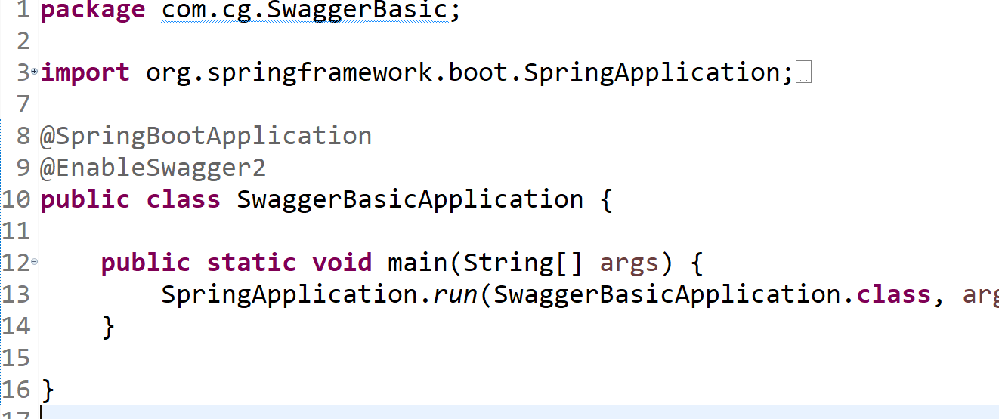 1 package com.cg.SwaggerBasic;
2
3 import org.springframework.boot.SpringApplication;
7
8 @SpringBootApplication
9 @EnableSwagger2
10 public class SwaggerBasicApplication {
11
12 public static void main(String[] args) {
13 SpringApplication.run(SwaggerBasicApplication.class, arg
14 }
15
16 }
17